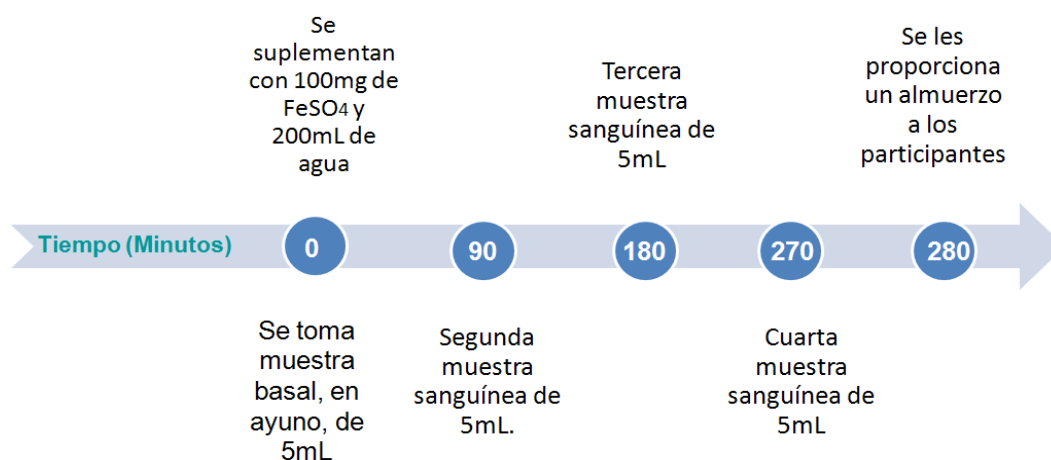 Se
suplementan
con 100mg de
FeSO4 y
200mL de
agua
Tercera
muestra
sanguínea de
5mL
Se les
proporciona
un almuerzo
a los
participantes
Tiempo (Minutos)
0
90
180
270
280
Se toma
muestra
basal, en
ayuno, de
5mL
Segunda
muestra
sanguínea de
5mL.
Cuarta
muestra
sanguínea de
5mL